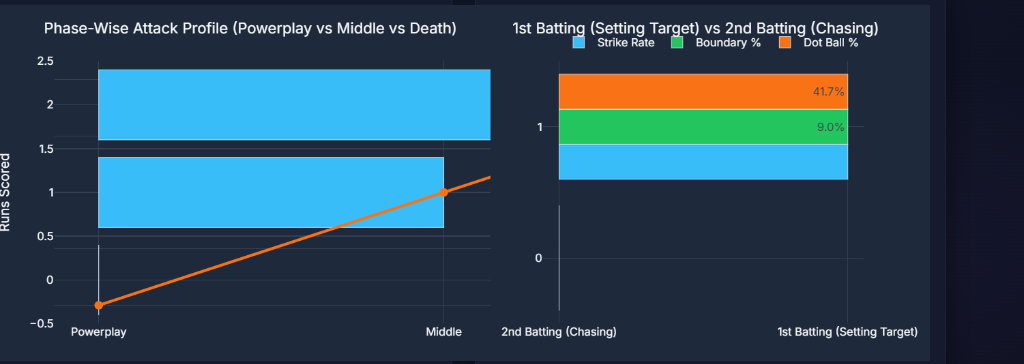 Phase-Wise Attack Profile (Powerplay vs Middle vs Death)
Runs Scored
2.5
2
1.5
1
0.5
0
−0.5
Powerplay
Middle
1st Batting (Setting Target) vs 2nd Batting (Chasing)
Strike Rate
Boundary %
Dot Ball %
41.7%
1
9.0%
0
2nd Batting (Chasing)
1st Batting (Setting Target)